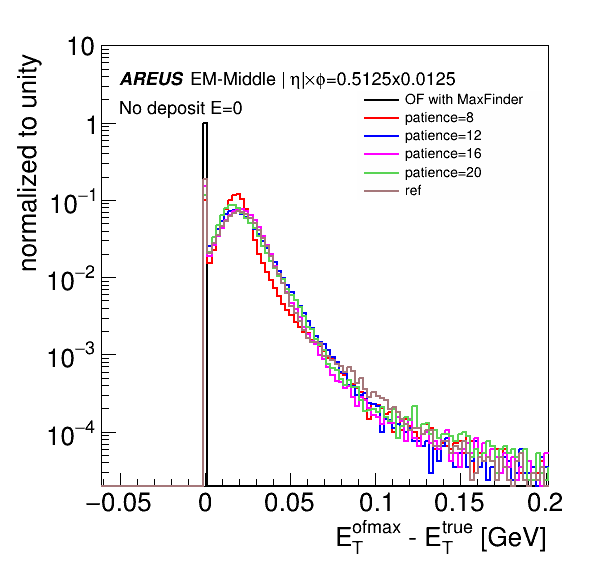 normalized to unity
10
1
10⁻¹
10⁻²
10⁻³
10⁻⁴
AREUS EM-Middle | η|×ϕ=0.5125x0.0125
No deposit E=0
OF with MaxFinder
patience=8
patience=12
patience=16
patience=20
ref
−0.05 0 0.05 0.1 0.15 0.2
E_T^ofmax - E_T^true [GeV]